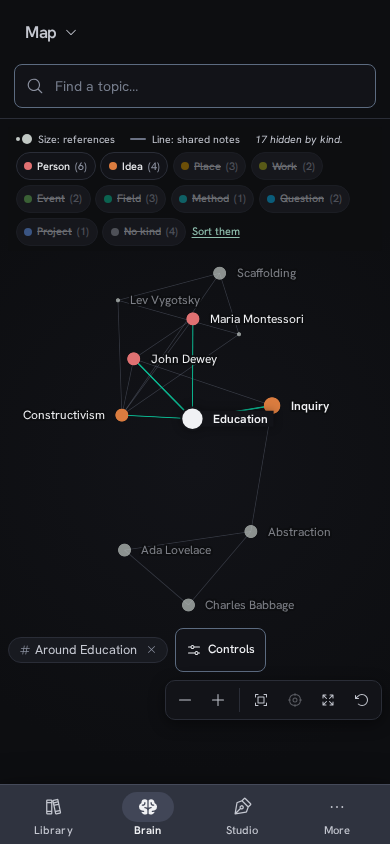 Map
Find a topic...
Size: references Line: shared notes 17 hidden by kind.
Person (6) Idea (4) Place (3) Work (2)
Event (2) Field (3) Method (1) Question (2)
Project (1) No kind (4) Sort them
Scaffolding
Lev Vygotsky
Maria Montessori
John Dewey
Inquiry
Constructivism
Education
Abstraction
Ada Lovelace
Charles Babbage
# Around Education × Controls
Library Brain Studio More